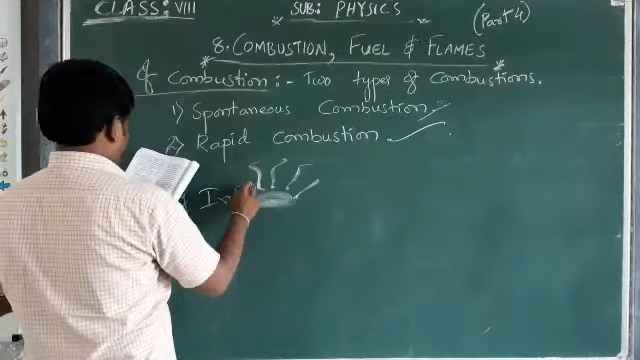 CLASS: VIII SUB: PHYSICS (Part 4)
8. COMBUSTION, FUEL & FLAMES
of Combustion :- Two types of Combustions.
1) Spontaneous Combustion
2) Rapid Combustion